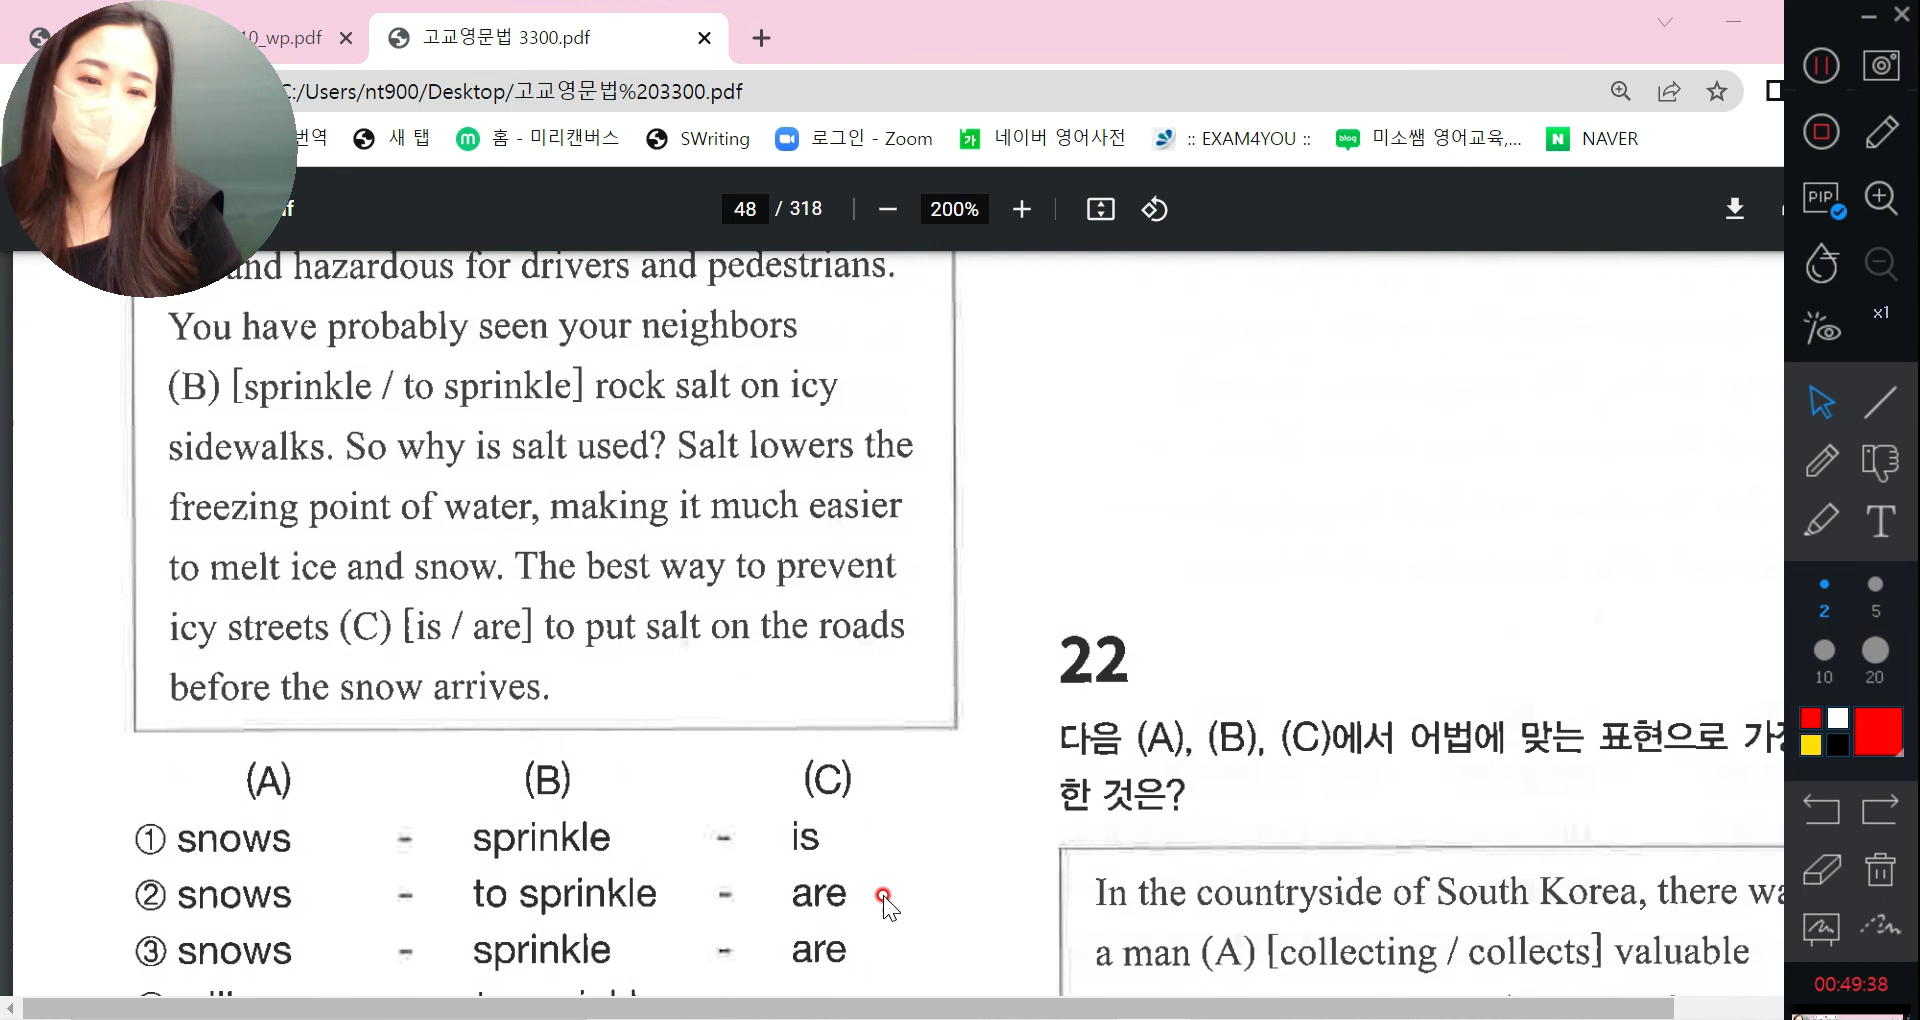 10_wp.pdf
고교영문법 3300.pdf
C:/Users/nt900/Desktop/고교영문법%203300.pdf
번역
새 탭
홈 - 미리캔버스
SWriting
로그인 - Zoom
네이버 영어사전
:: EXAM4YOU ::
미소쌤 영어교육,...
NAVER
48 / 318
200%
and hazardous for drivers and pedestrians.
You have probably seen your neighbors
(B) [sprinkle / to sprinkle] rock salt on icy
sidewalks. So why is salt used? Salt lowers the
freezing point of water, making it much easier
to melt ice and snow. The best way to prevent
icy streets (C) [is / are] to put salt on the roads
before the snow arrives.
(A) (B) (C)
① snows - sprinkle - is
② snows - to sprinkle - are
③ snows - sprinkle - are
22
다음 (A), (B), (C)에서 어법에 맞는 표현으로
한 것은?
In the countryside of South Korea, there
a man (A) [collecting / collects] valuable
PIP
x1
T
2
5
10
20
00:49:38